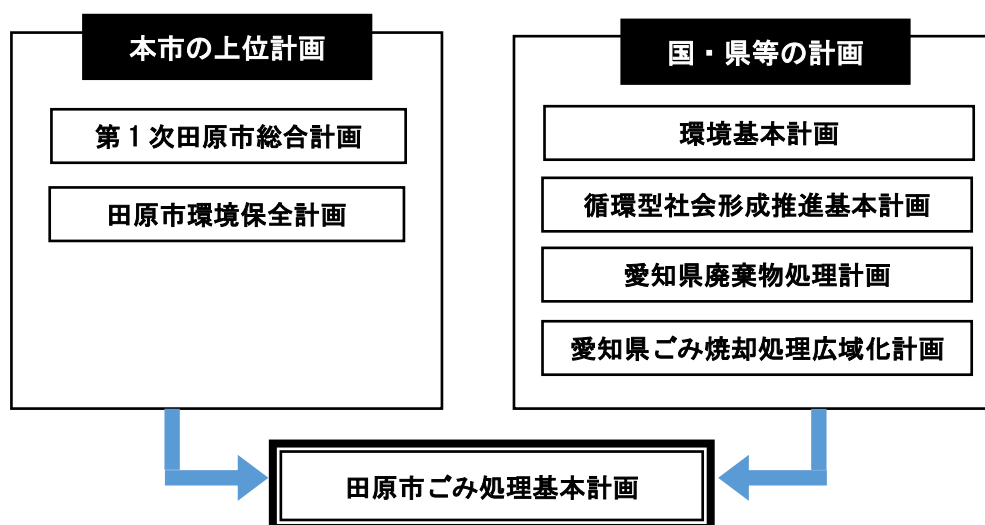 本市の上位計画
第１次田原市総合計画
田原市環境保全計画
国・県等の計画
環境基本計画
循環型社会形成推進基本計画
愛知県廃棄物処理計画
愛知県ごみ焼却処理広域化計画
田原市ごみ処理基本計画